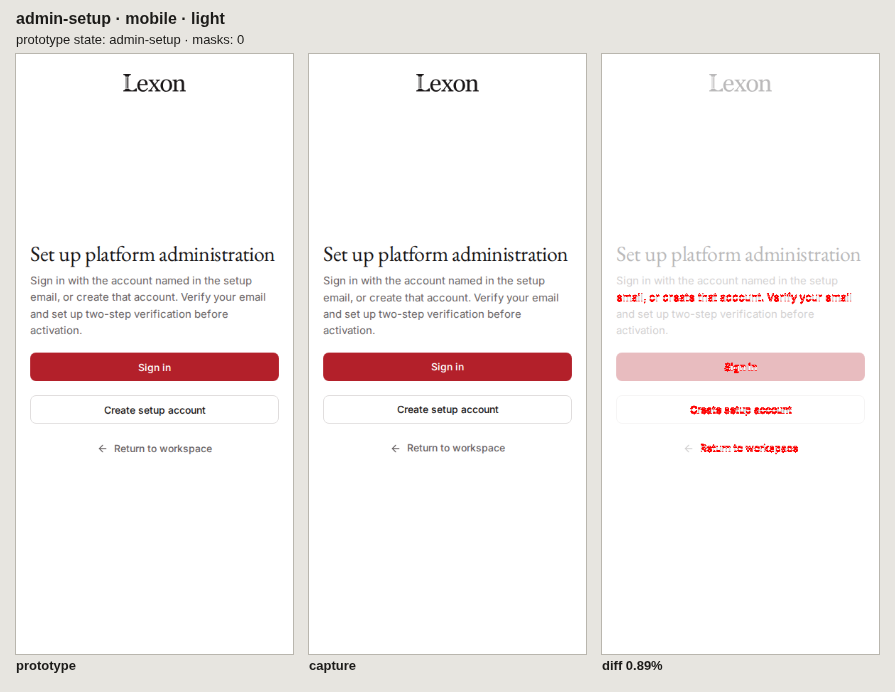 admin-setup · mobile · light
prototype state: admin-setup · masks: 0
Lexon
Set up platform administration
Sign in with the account named in the setup
email, or create that account. Verify your email
and set up two-step verification before
activation.
Sign in
Create setup account
← Return to workspace
prototype
Lexon
Set up platform administration
Sign in with the account named in the setup
email, or create that account. Verify your email
and set up two-step verification before
activation.
Sign in
Create setup account
← Return to workspace
capture
Lexon
Set up platform administration
Sign in with the account named in the setup
email, or create that account. Verify your email
and set up two-step verification before
activation.
Sign in
Create setup account
← Return to workspace
diff 0.89%